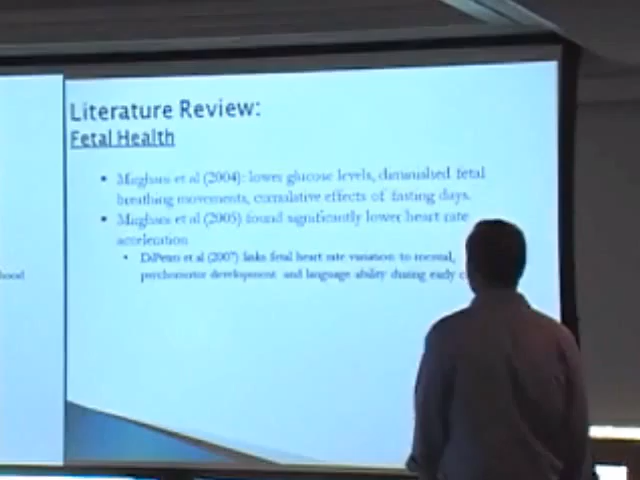 Literature Review:
Fetal Health
• et al (2004): lower glucose levels, diminished fetal
breathing movements, cumulative effects of fasting days.
• et al (2005) found significantly lower heart rate
acceleration
• DiPietro et al (2007) links fetal heart rate variation to mental,
psychomotor development and language ability during early
hood